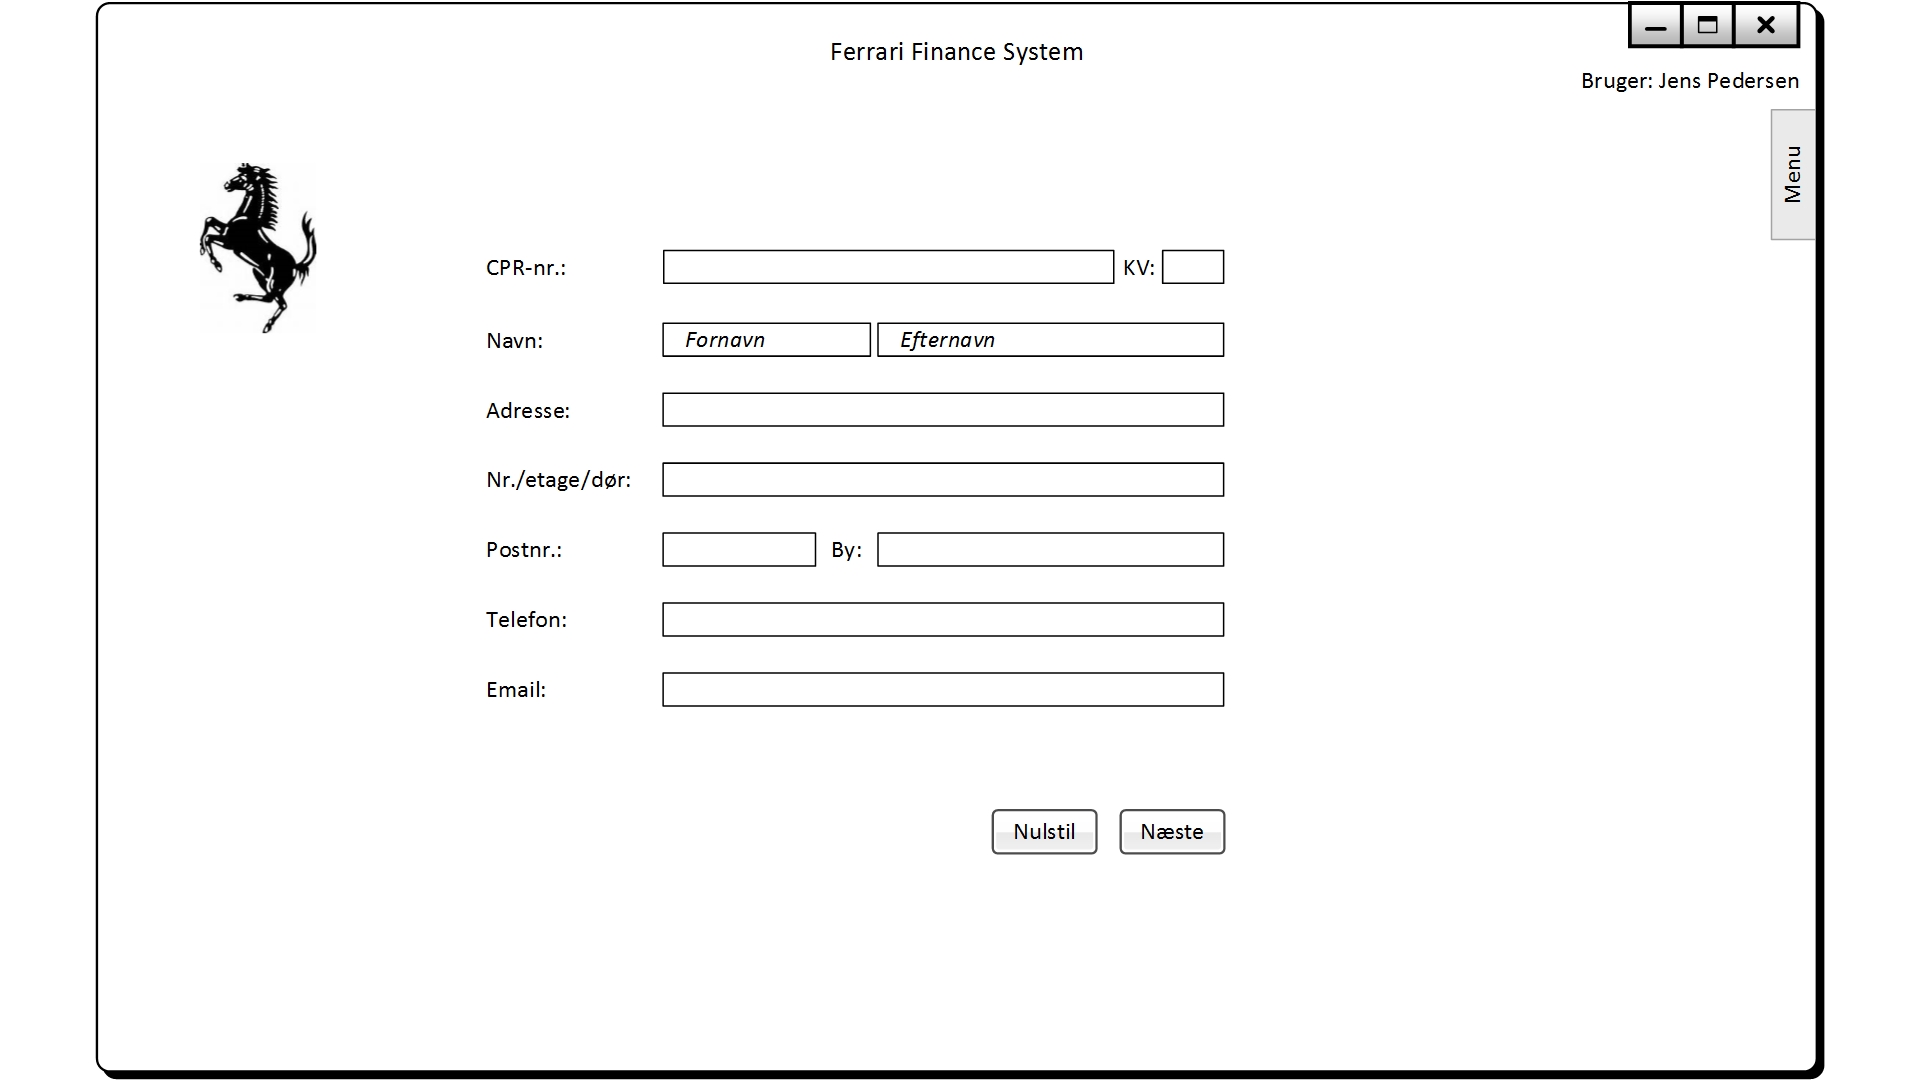 Ferrari Finance System
Bruger: Jens Pedersen
Menu
CPR-nr.: KV:
Navn: Fornavn Efternavn
Adresse:
Nr./etage/dør:
Postnr.: By:
Telefon:
Email:
Nulstil Næste